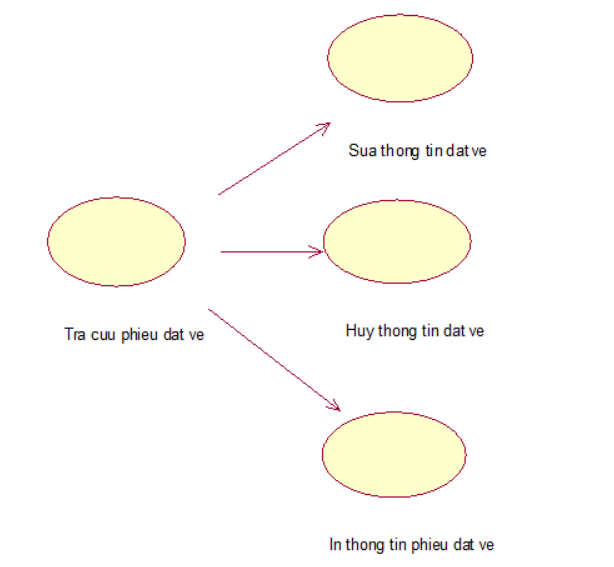 Sua thong tin dat ve
Tra cuu phieu dat ve
Huy thong tin dat ve
In thong tin phieu dat ve